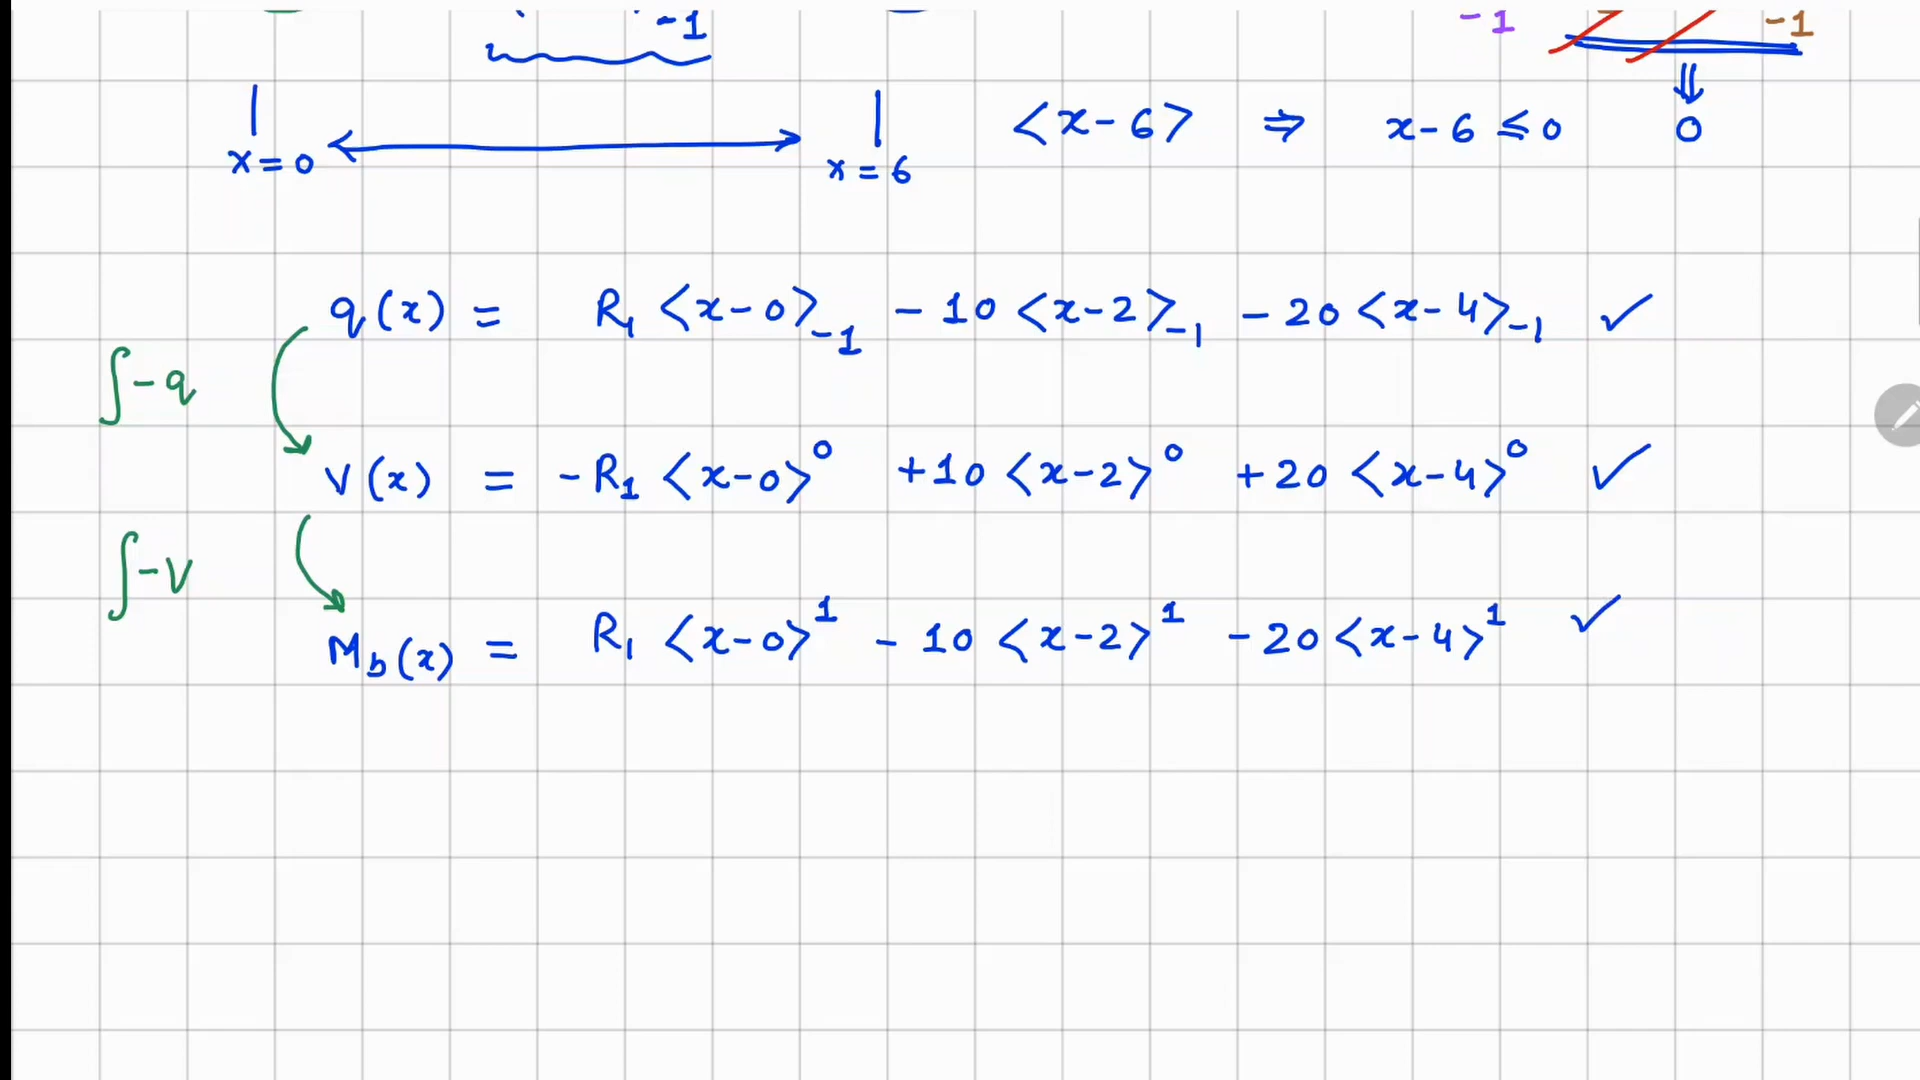 -1 -1 -1
x=0 x=6 <x-6> ⇒ x-6 ≤ 0 0
q(x) = R₁ <x-0>₋₁ - 10 <x-2>₋₁ - 20 <x-4>₋₁ ✓
∫-q
V(x) = -R₁ <x-0>⁰ +10 <x-2>⁰ +20 <x-4>⁰ ✓
∫-V
M_b(x) = R₁ <x-0>¹ - 10 <x-2>¹ - 20 <x-4>¹ ✓